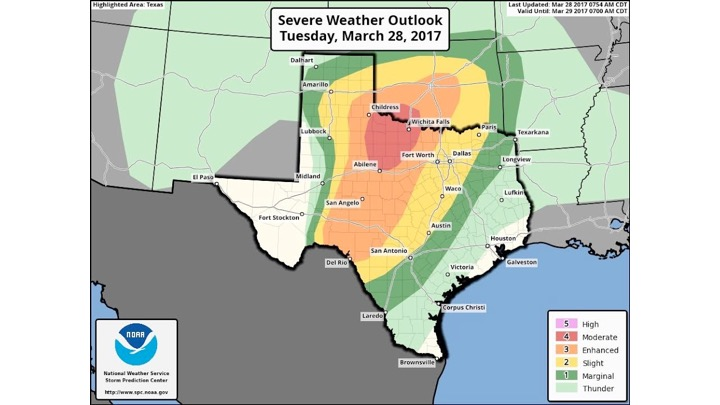 Highlighted Area: Texas
Last Updated: Mar 28 2017 0754 AM CDT
Valid Until: Mar 29 2017 0700 AM CDT
Severe Weather Outlook
Tuesday, March 28, 2017
Dalhart
Amarillo
Childress
Wichita Falls
Lubbock
Paris
Texarkana
Fort Worth
Dallas
Abilene
Longview
El Paso
Midland
Waco
Lufkin
San Angelo
Fort Stockton
Austin
Houston
San Antonio
Del Rio
Galveston
Victoria
Laredo
Corpus Christi
Brownsville
NOAA
National Weather Service
Storm Prediction Center
http://www.spc.noaa.gov
5 High
4 Moderate
3 Enhanced
2 Slight
1 Marginal
Thunder